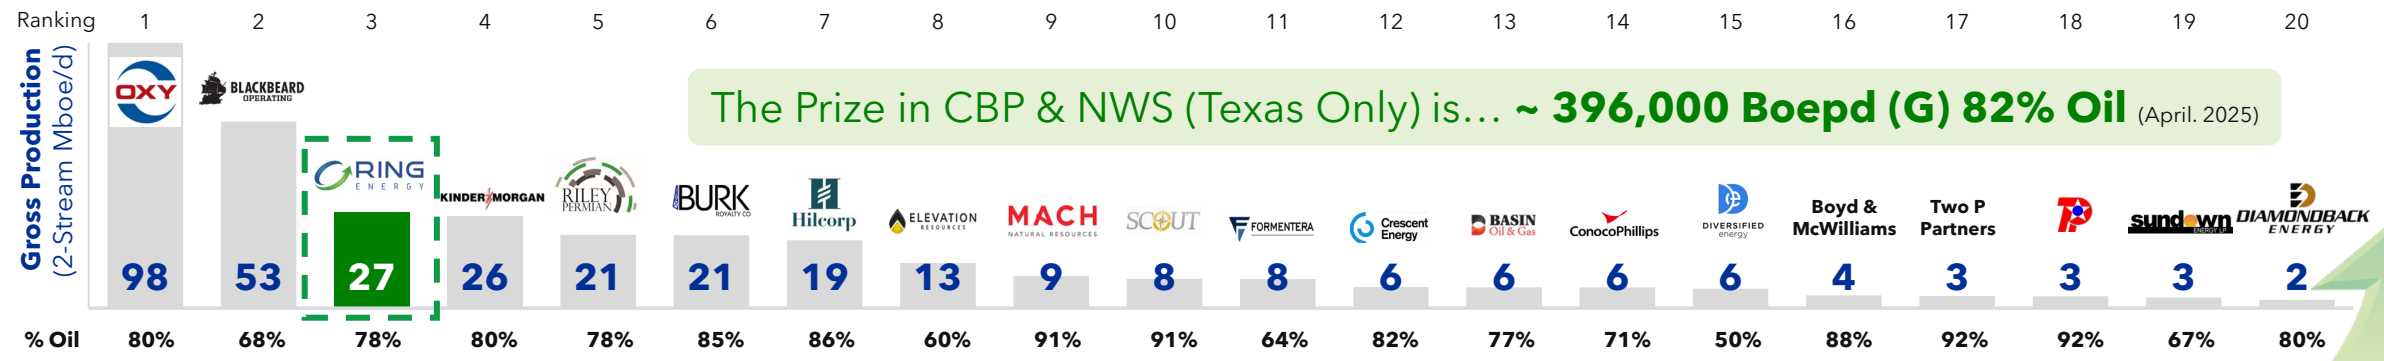 Ranking 1 2 3 4 5 6 7 8 9 10 11 12 13 14 15 16 17 18 19 20
Gross Production
(2-Stream Mboe/d)
The Prize in CBP & NWS (Texas Only) is... ~ 396,000 Boepd (G) 82% Oil (April. 2025)
OXY
BLACKBEARD
OPERATING
RING
ENERGY
KINDER MORGAN
RILEY
PERMIAN
BURK
ROYALTY CO
Hilcorp
ELEVATION
RESOURCES
MACH
NATURAL RESOURCES
SCOUT
FORMENTERA
Crescent
Energy
BASIN
Oil & Gas
ConocoPhillips
DIVERSIFIED
energy
Boyd &
McWilliams
Two P
Partners
sundown
ENERGY LP
DIAMONDBACK
ENERGY
98 53 27 26 21 21 19 13 9 8 8 6 6 6 6 4 3 3 3 2
% Oil 80% 68% 78% 80% 78% 85% 86% 60% 91% 91% 64% 82% 77% 71% 50% 88% 92% 92% 67% 80%